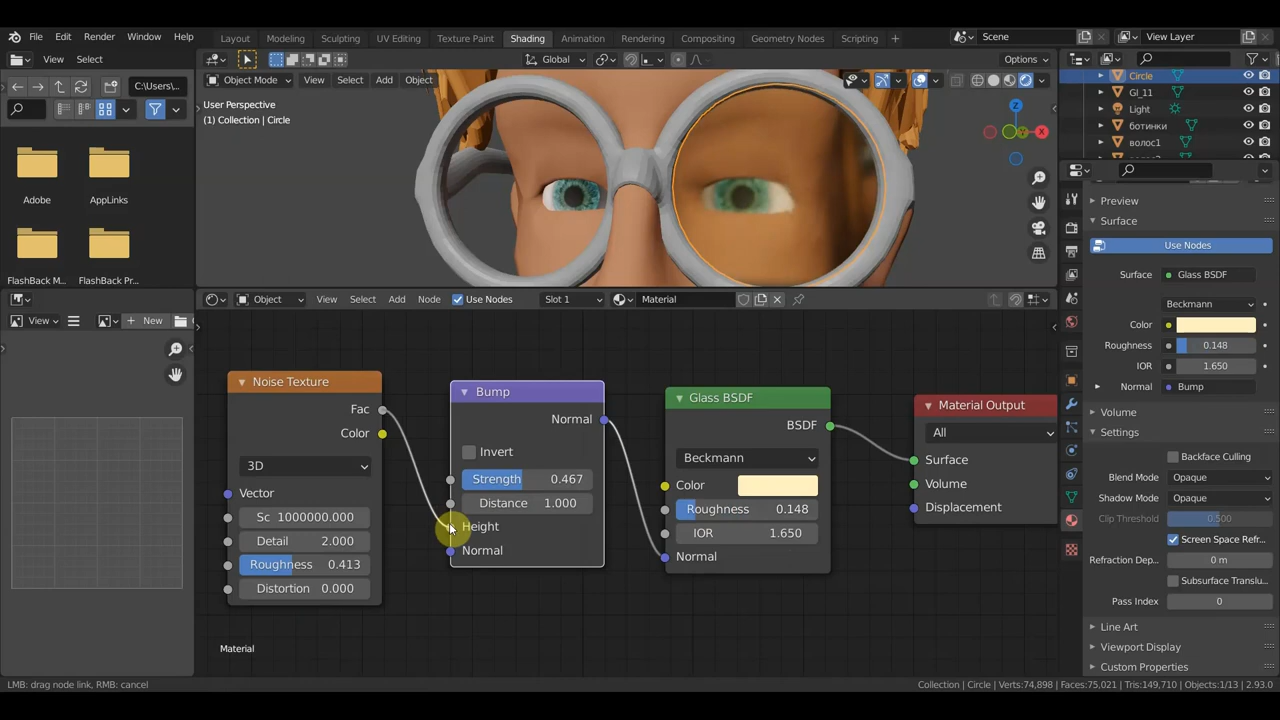 File Edit Render Window Help
Layout Modeling Sculpting UV Editing Texture Paint Shading Animation Rendering Compositing Geometry Nodes Scripting
Scene View Layer
View Select
Global Options
C:\Users...
Object Mode View Select Add Object
User Perspective
(1) Collection | Circle
Adobe
AppLinks
FlashBack M...
FlashBack Pr...
Z
X
Circle
Gl_11
Light
ботинки
волос1
Preview
Surface
Use Nodes
Surface: Glass BSDF
Beckmann
Color
Roughness 0.148
IOR 1.650
Normal Bump
Volume
Settings
Backface Culling
Blend Mode Opaque
Shadow Mode Opaque
Clip Threshold 0.500
Screen Space Refr...
Refraction Dep... 0 m
Subsurface Translu...
Pass Index 0
Line Art
Viewport Display
Custom Properties
Object View Select Add Node Use Nodes Slot 1 Material
View New
Noise Texture
Fac
Color
3D
Vector
Sc 1000000.000
Detail 2.000
Roughness 0.413
Distortion 0.000
Bump
Normal
Invert
Strength 0.467
Distance 1.000
Height
Normal
Glass BSDF
BSDF
Beckmann
Color
Roughness 0.148
IOR 1.650
Normal
Material Output
All
Surface
Volume
Displacement
Material
LMB: drag node link, RMB: cancel
Collection | Circle | Verts:74,898 | Faces:75,021 | Tris:149,710 | Objects:1/13 | 2.93.0